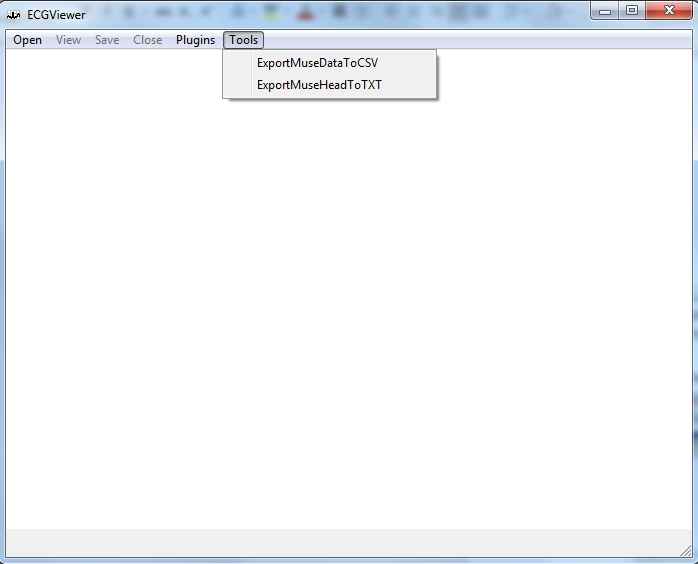 ECGViewer
Open View Save Close Plugins Tools
ExportMuseDataToCSV
ExportMuseHeadToTXT